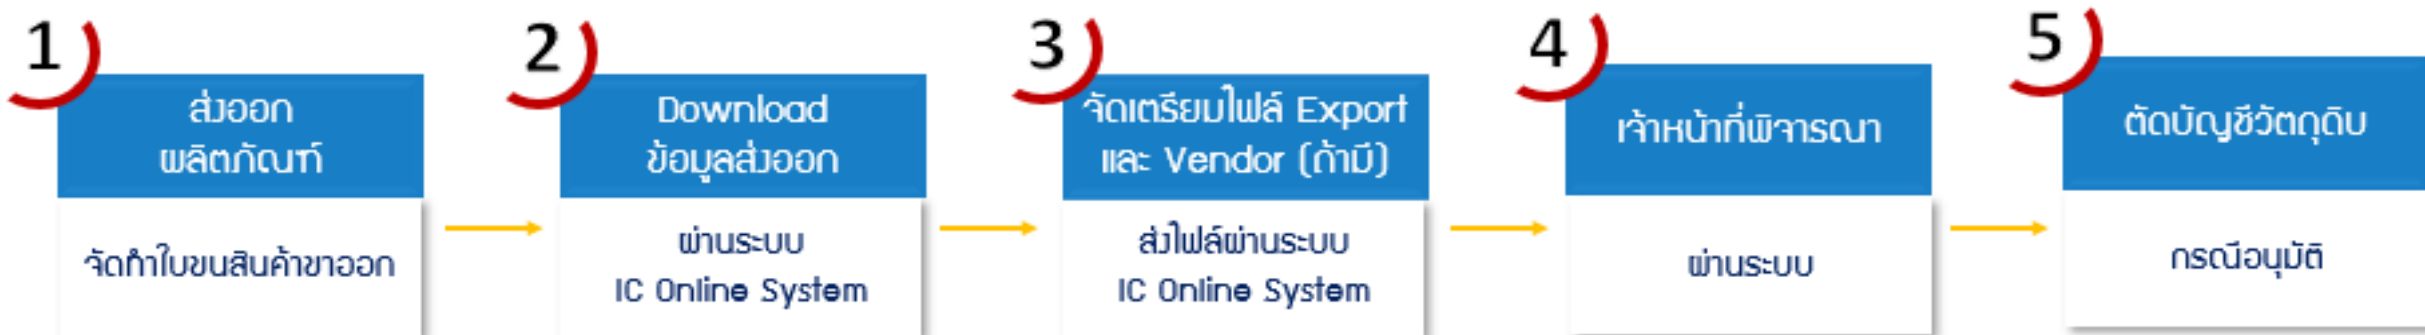 1
ส่งออก
ผลิตภัณฑ์
จัดทำใบขนสินค้าขาออก
2
Download
ข้อมูลส่งออก
ผ่านระบบ
IC Online System
3
จัดเตรียมไฟล์ Export
และ Vendor (ถ้ามี)
ส่งไฟล์ผ่านระบบ
IC Online System
4
เจ้าหน้าที่พิจารณา
ผ่านระบบ
5
ตัดบัญชีวัตถุดิบ
กรณีอนุมัติ